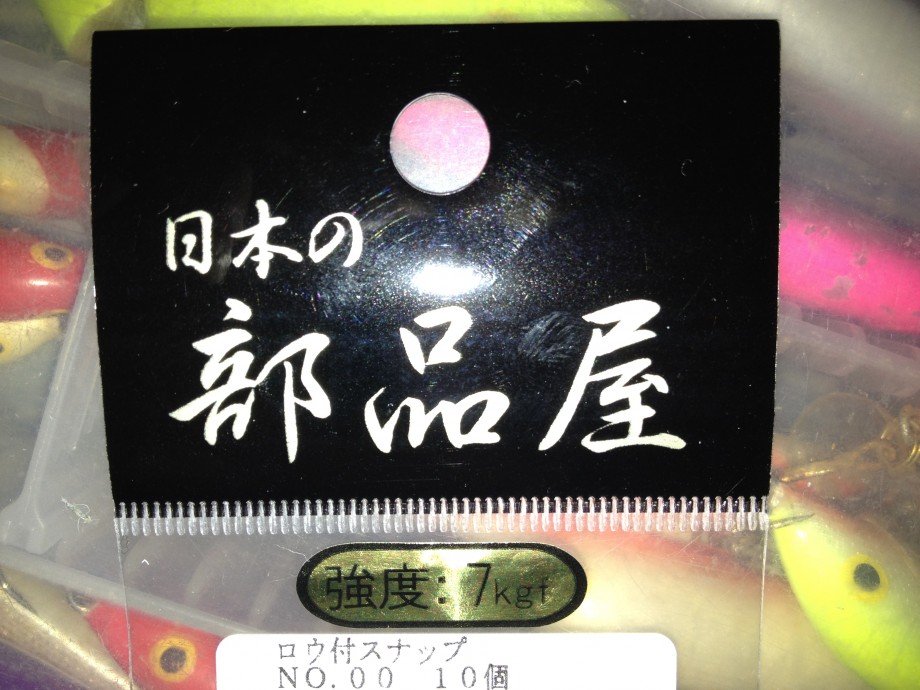 日本の
部品屋
強度:7kgf
ロウ付スナップ
NO.00 10個